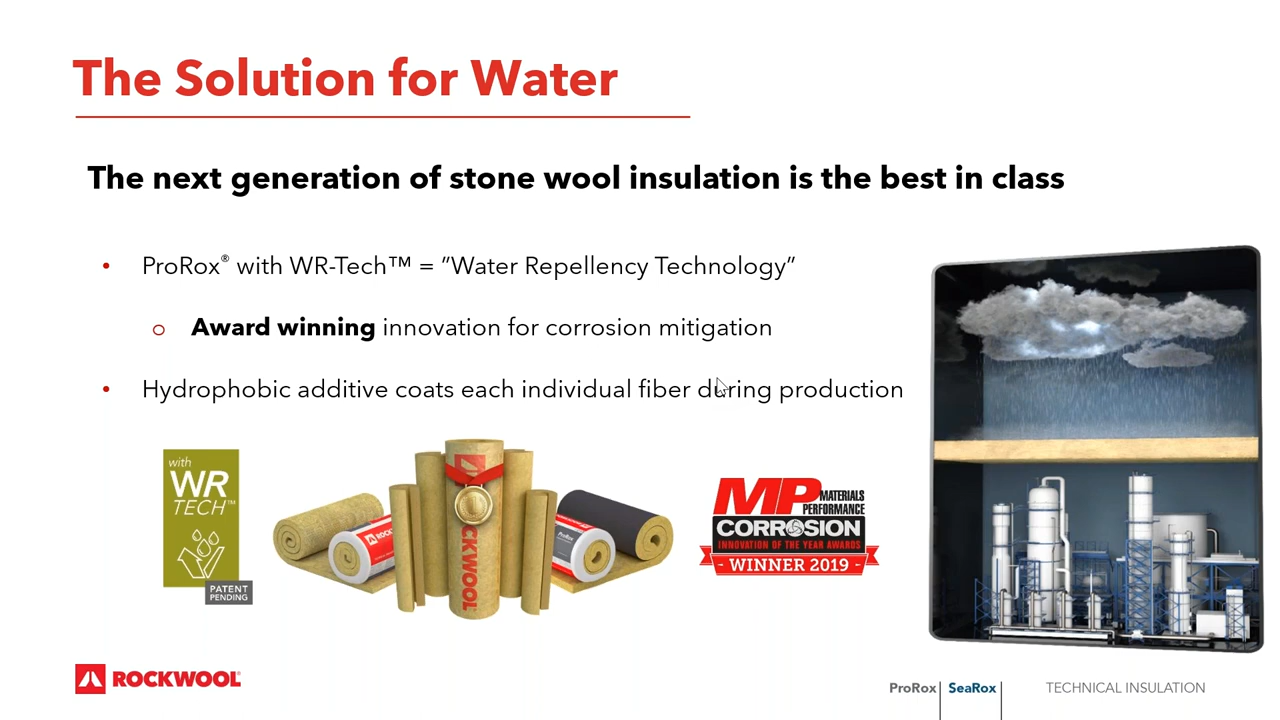 The Solution for Water
The next generation of stone wool insulation is the best in class
• ProRox® with WR-Tech™ = ”Water Repellency Technology”
o Award winning innovation for corrosion mitigation
• Hydrophobic additive coats each individual fiber during production
with
WR
TECH™
PATENT
PENDING
ROCKWOOL
ROCKWOOL
ProRox
MP MATERIALS
PERFORMANCE
CORROSION
INNOVATION OF THE YEAR AWARDS
- WINNER 2019 -
ROCKWOOL
ProRox SeaRox TECHNICAL INSULATION